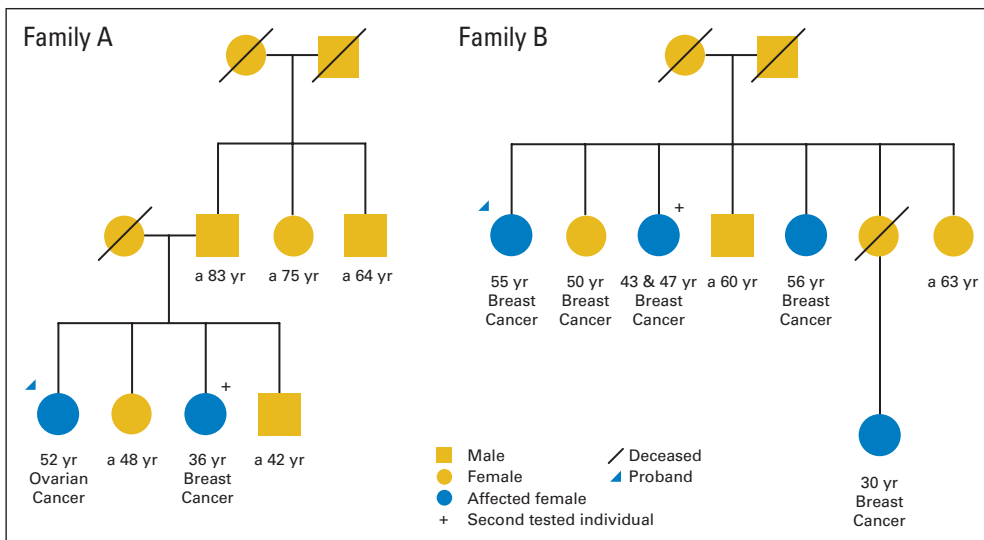 Family A
Family B
a 83 yr
a 75 yr
a 64 yr
+
55 yr
Breast
Cancer
50 yr
Breast
Cancer
43 & 47 yr
Breast
Cancer
a 60 yr
56 yr
Breast
Cancer
a 63 yr
+
52 yr
Ovarian
Cancer
a 48 yr
36 yr
Breast
Cancer
a 42 yr
Male
Female
Affected female
+ Second tested individual
Deceased
Proband
30 yr
Breast
Cancer